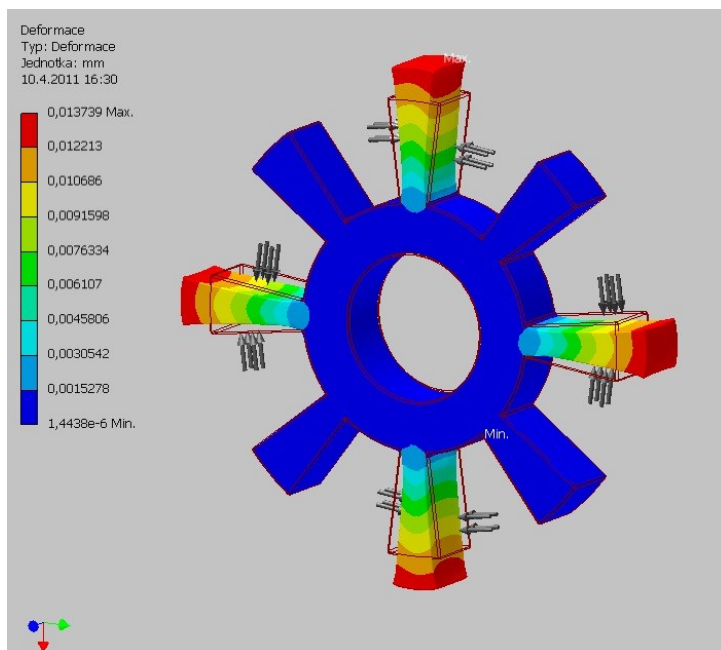 Deformace
Typ: Deformace
Jednotka: mm
10.4.2011 16:30
0,013739 Max.
0,012213
0,010686
0,0091598
0,0076334
0,006107
0,0045806
0,0030542
0,0015278
1,4438e-6 Min.
Max.
Min.